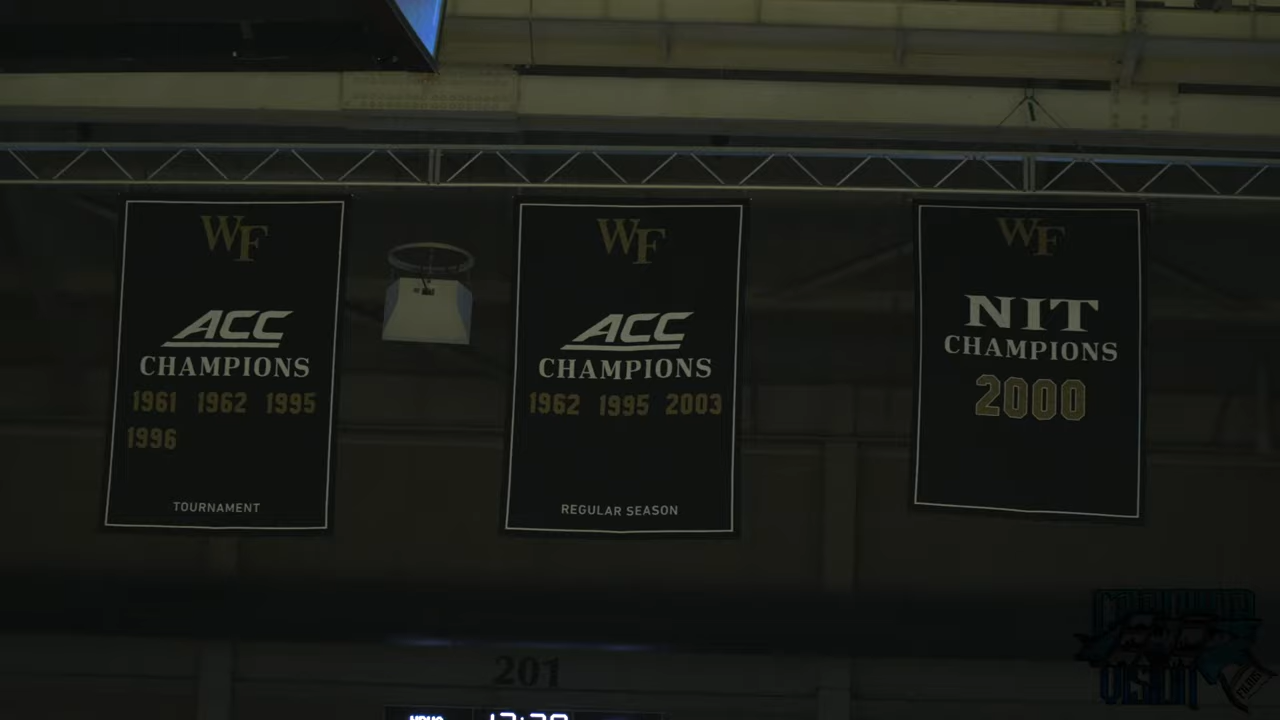 WF
ACC
CHAMPIONS
1961 1962 1995
1996
TOURNAMENT
WF
ACC
CHAMPIONS
1962 1995 2003
REGULAR SEASON
WF
NIT
CHAMPIONS
2000
201